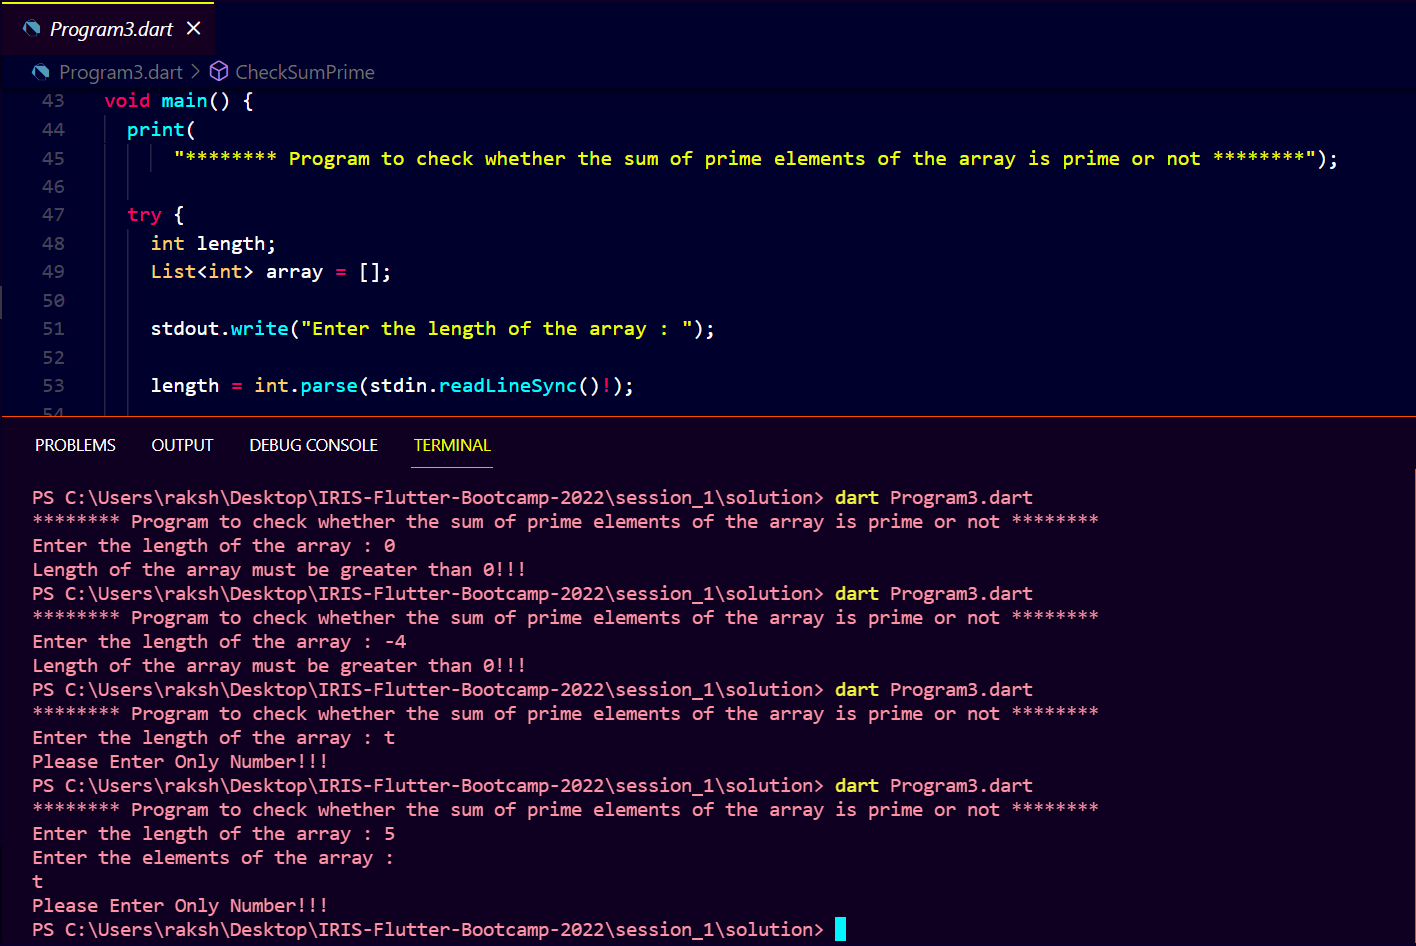 Program3.dart ×
Program3.dart > CheckSumPrime
43 void main() {
44 print(
45 "******** Program to check whether the sum of prime elements of the array is prime or not ********");
46
47 try {
48 int length;
49 List<int> array = [];
50
51 stdout.write("Enter the length of the array : ");
52
53 length = int.parse(stdin.readLineSync()!);
54
PROBLEMS OUTPUT DEBUG CONSOLE TERMINAL
PS C:\Users\raksh\Desktop\IRIS-Flutter-Bootcamp-2022\session_1\solution> dart Program3.dart
******** Program to check whether the sum of prime elements of the array is prime or not ********
Enter the length of the array : 0
Length of the array must be greater than 0!!!
PS C:\Users\raksh\Desktop\IRIS-Flutter-Bootcamp-2022\session_1\solution> dart Program3.dart
******** Program to check whether the sum of prime elements of the array is prime or not ********
Enter the length of the array : -4
Length of the array must be greater than 0!!!
PS C:\Users\raksh\Desktop\IRIS-Flutter-Bootcamp-2022\session_1\solution> dart Program3.dart
******** Program to check whether the sum of prime elements of the array is prime or not ********
Enter the length of the array : t
Please Enter Only Number!!!
PS C:\Users\raksh\Desktop\IRIS-Flutter-Bootcamp-2022\session_1\solution> dart Program3.dart
******** Program to check whether the sum of prime elements of the array is prime or not ********
Enter the length of the array : 5
Enter the elements of the array :
t
Please Enter Only Number!!!
PS C:\Users\raksh\Desktop\IRIS-Flutter-Bootcamp-2022\session_1\solution>